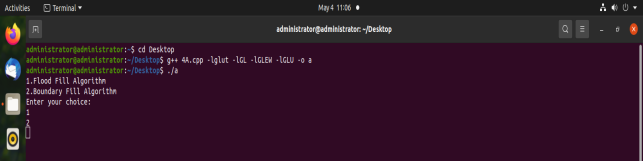 Activities Terminal May 4 11:06
administrator@administrator: ~/Desktop
administrator@administrator:~$ cd Desktop
administrator@administrator:~/Desktop$ g++ 4A.cpp -lglut -lGL -lGLEW -lGLU -o a
administrator@administrator:~/Desktop$ ./a
1.Flood Fill Algorithm
2.Boundary Fill Algorithm
Enter your choice:
1
2